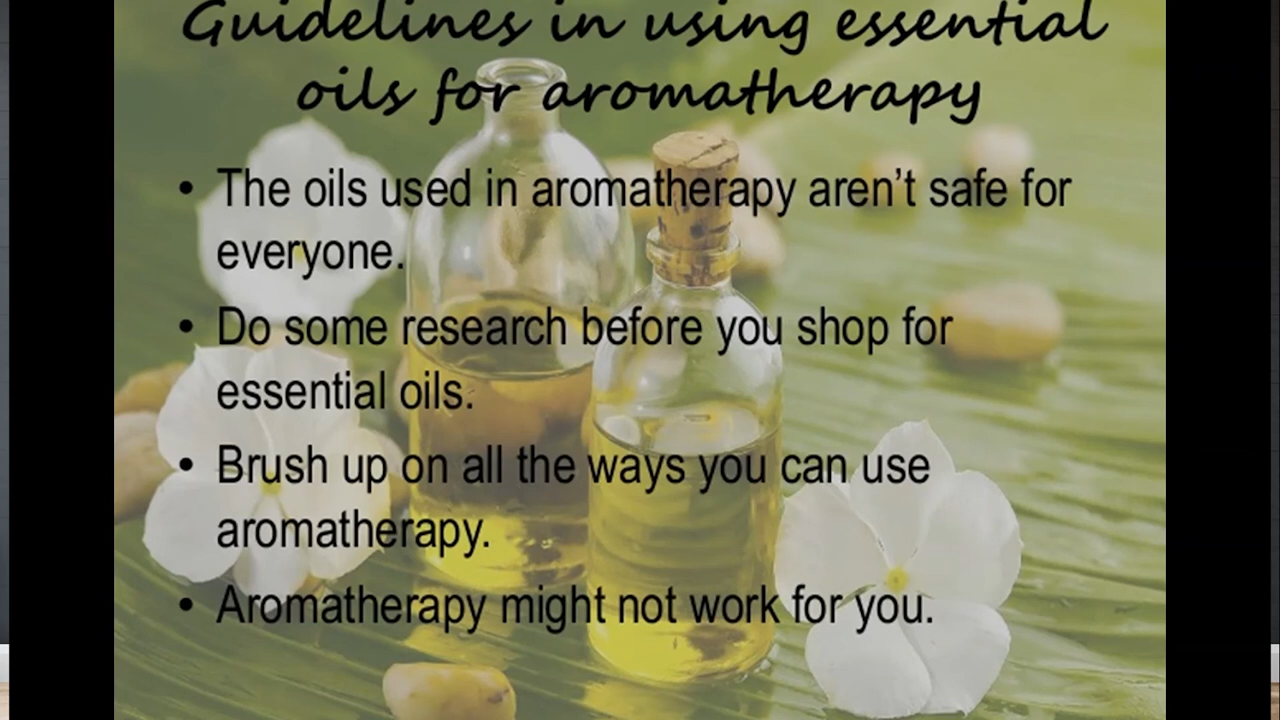 Guidelines in using essential
oils for aromatherapy
• The oils used in aromatherapy aren’t safe for
everyone.
• Do some research before you shop for
essential oils.
• Brush up on all the ways you can use
aromatherapy.
• Aromatherapy might not work for you.